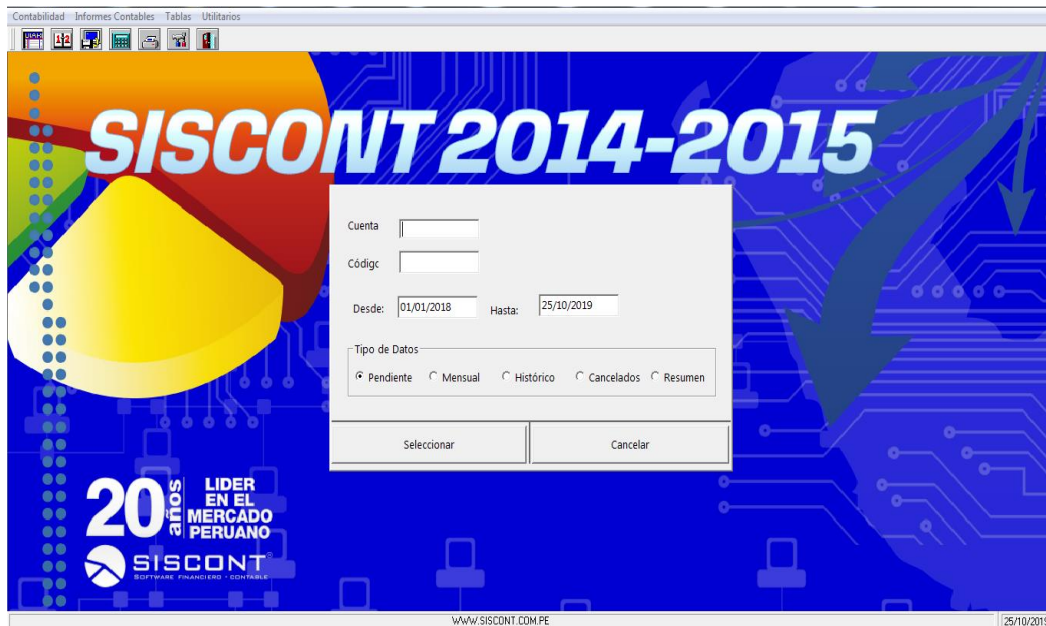 Contabilidad Informes Contables Tablas Utilitarios
SISCONT 2014-2015
Cuenta
Códigc
Desde: 01/01/2018 Hasta: 25/10/2019
Tipo de Datos
Pendiente Mensual Histórico Cancelados Resumen
Seleccionar Cancelar
20 años
LIDER
EN EL
MERCADO
PERUANO
SISCONT®
SOFTWARE FINANCIERO - CONTABLE
WWW.SISCONT.COM.PE 25/10/2019